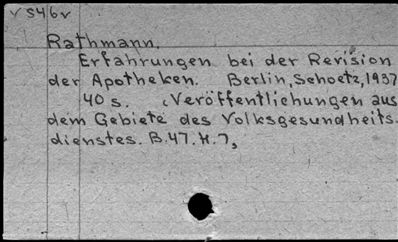 v S46v
Rathmann.
Erfahrungen bei der Revision
der Apotheken. Berlin, Schoetz, 1937
40 s. (Veröffentlichungen aus
dem Gebiete des Volksgesundheits-
dienstes. B.47.H.7,